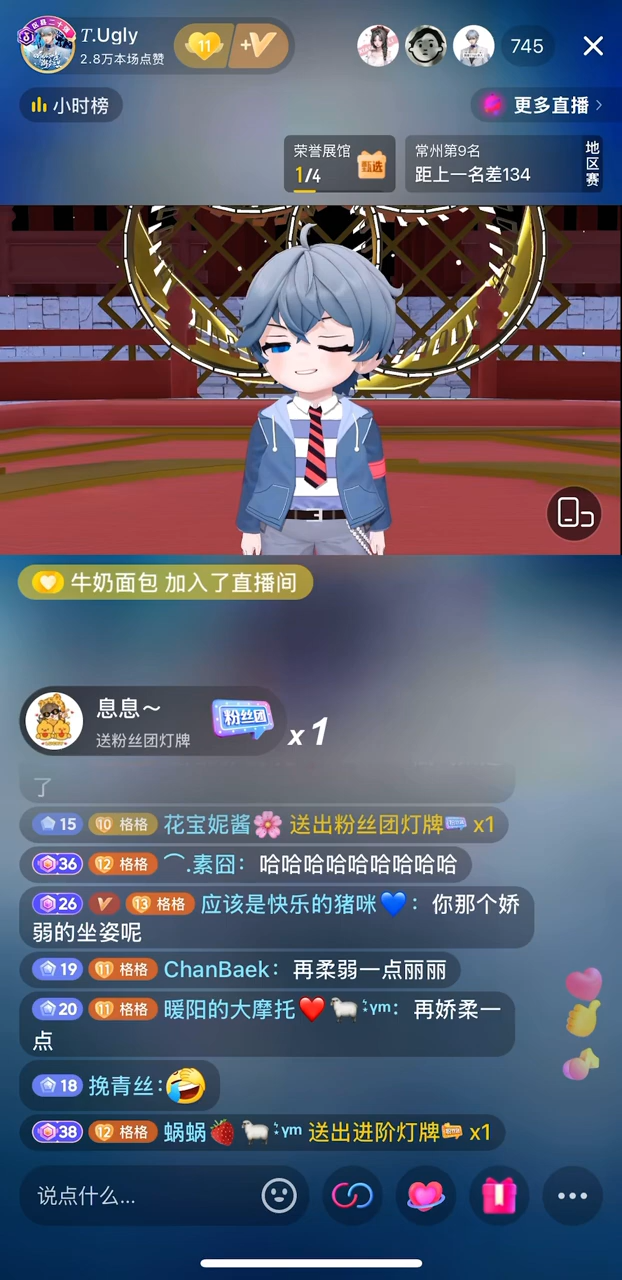 T.Ugly
2.8万本场点赞
11
+V
745
小时榜
更多直播
荣誉展馆
1/4
甄选
常州第9名
距上一名差134
地区赛
牛奶面包 加入了直播间
息息～
送粉丝团灯牌
粉丝团
x 1
了
15 10 格格 花宝妮酱🌸 送出粉丝团灯牌 x1
36 12 格格 ⌒.素囧：哈哈哈哈哈哈哈哈哈
26 V 13 格格 应该是快乐的猪咪💙：你那个娇
弱的坐姿呢
19 11 格格 ChanBaek：再柔弱一点丽丽
20 11 格格 暖阳的大摩托❤️🐑ym：再娇柔一
点
18 挽青丝：🤣
38 12 格格 蜗蜗🍓🐑ym 送出进阶灯牌 x1
说点什么...